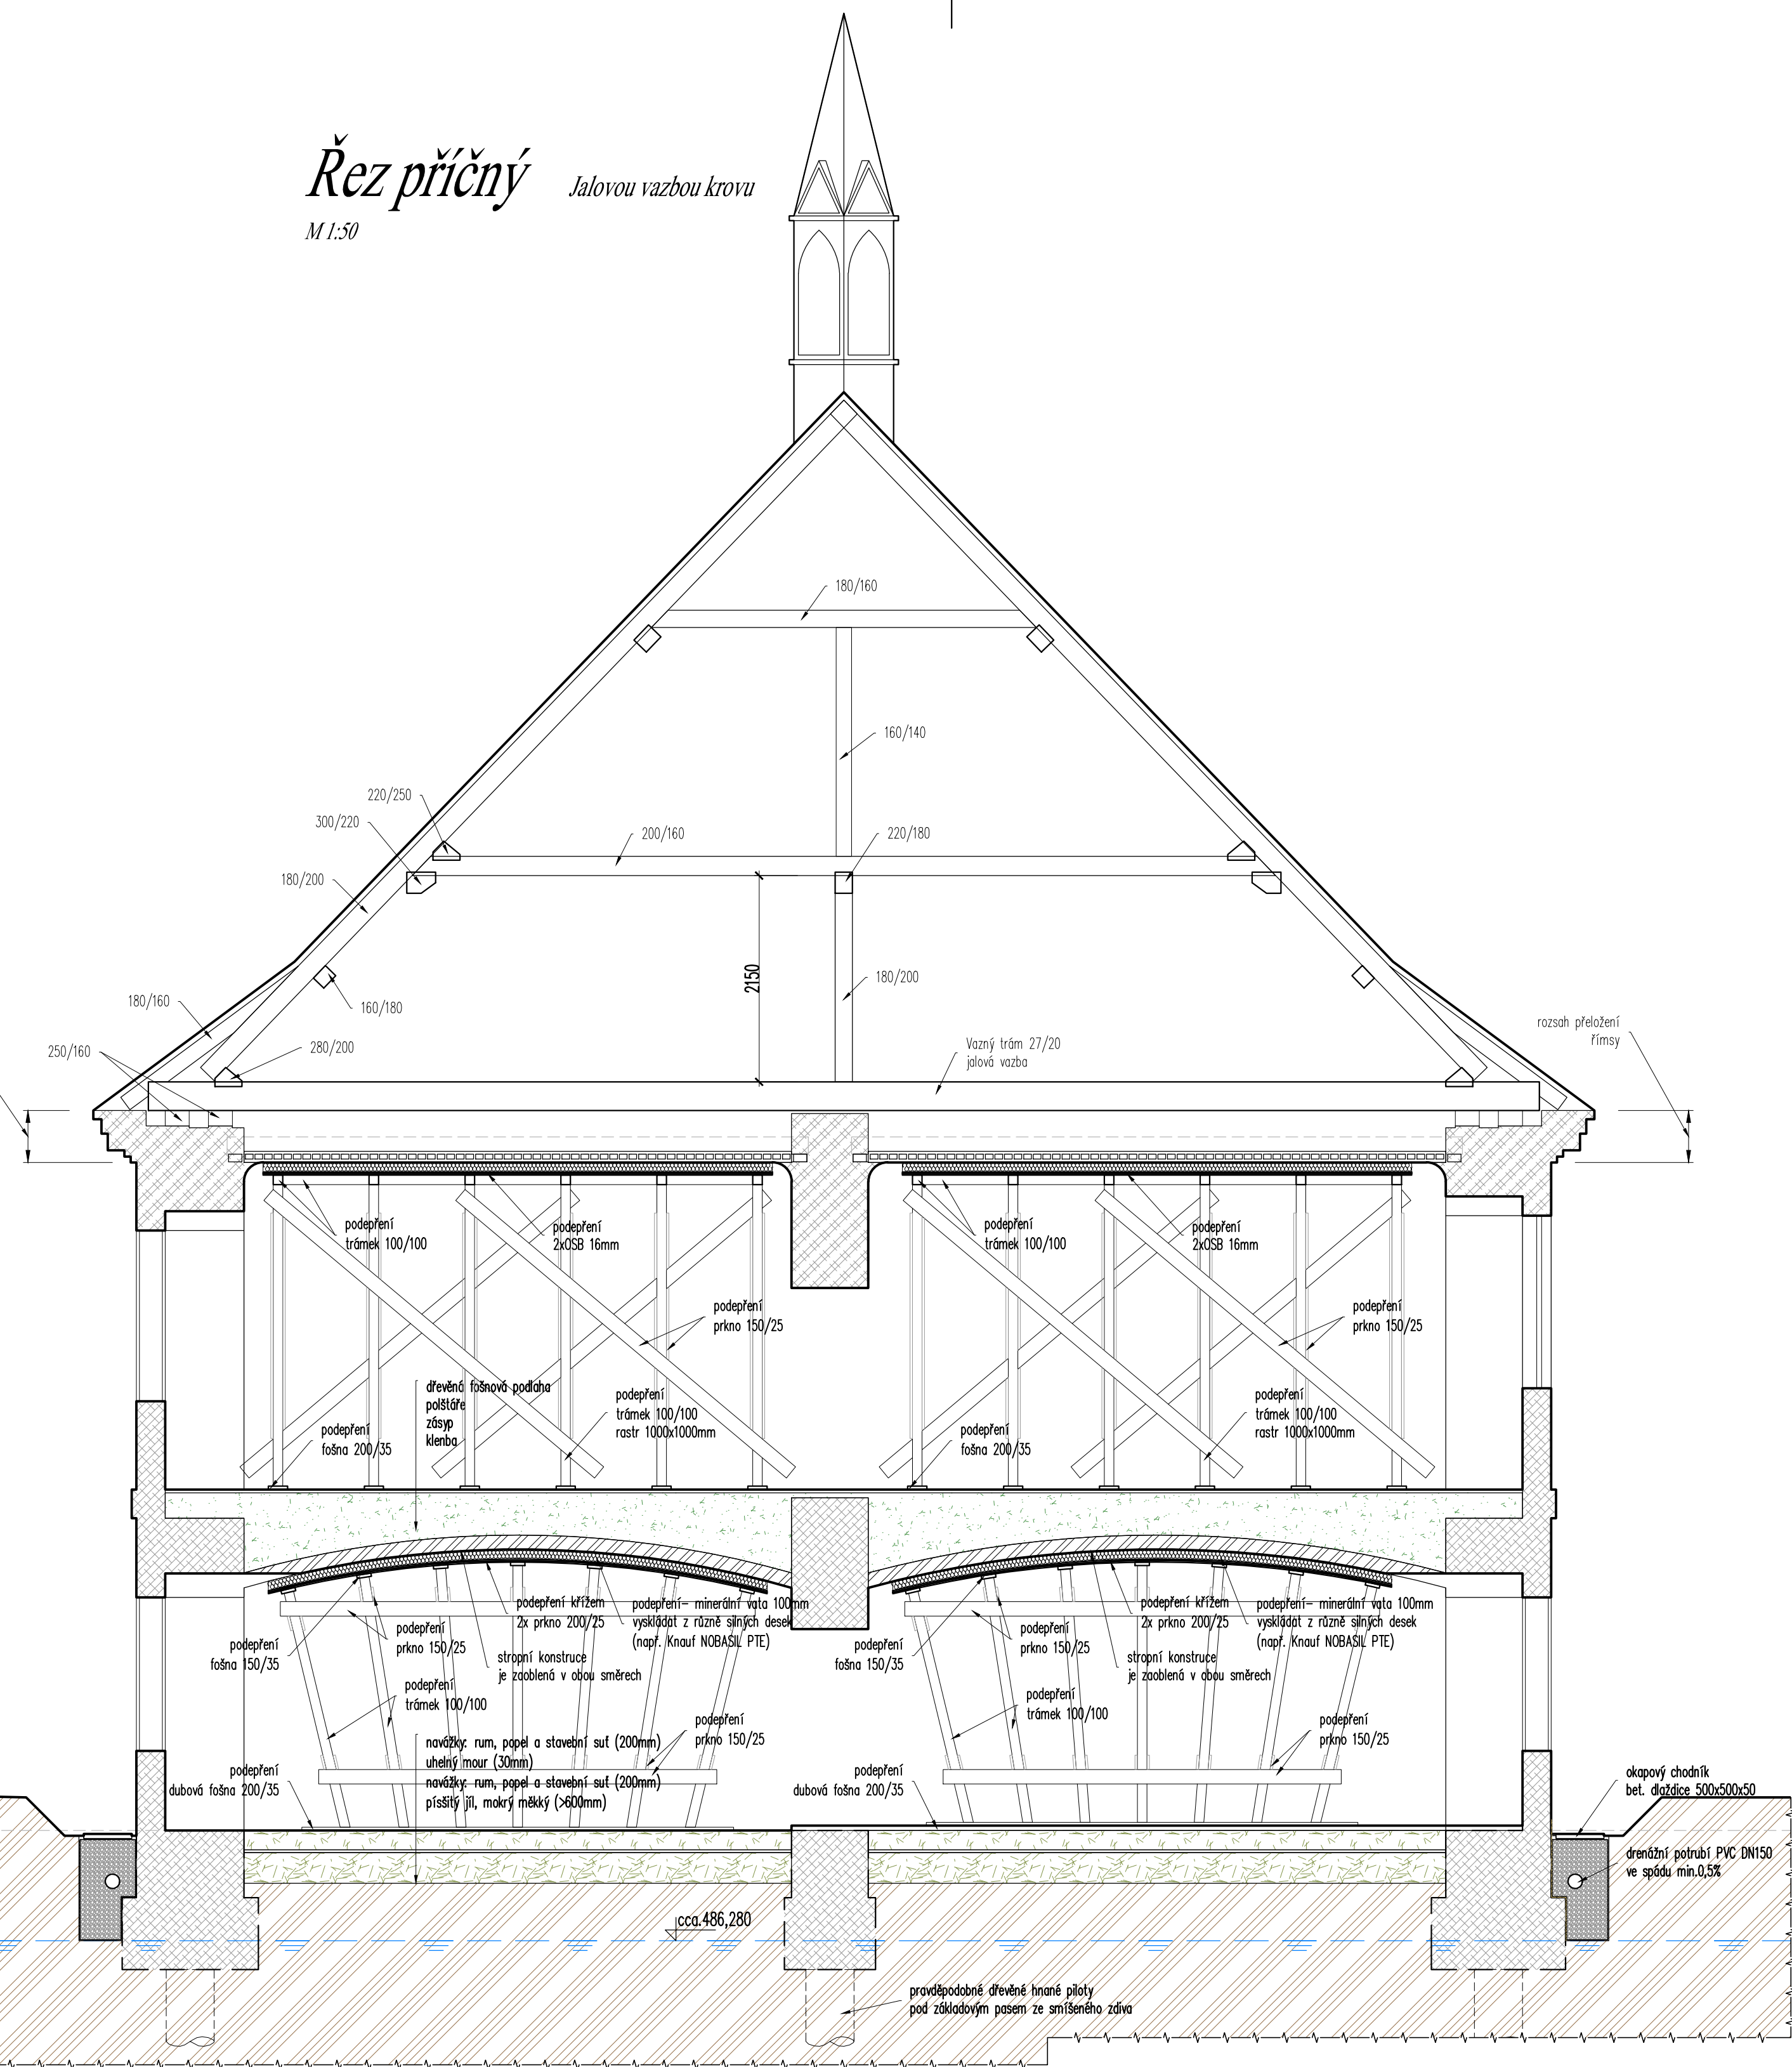 Řez příčný
Jalovou vazbou krovu
M 1:50
180/160
160/140
220/250
300/220
200/160
220/180
180/200
2150
180/200
180/160
160/180
250/160
280/200
Vazný trám 27/20
jalová vazba
rozsah přeložení
římsy
podepření
trámek 100/100
podepření
2xOSB 16mm
podepření
trámek 100/100
podepření
2xOSB 16mm
podepření
prkno 150/25
podepření
prkno 150/25
dřevěná fošnová podlaha
polštáře
zásyp
klenba
podepření
trámek 100/100
rastr 1000x1000mm
podepření
trámek 100/100
rastr 1000x1000mm
podepření
fošna 200/35
podepření
fošna 200/35
podepření křížem
2x prkno 200/25
podepření– minerální vata 100mm
vyskládat z různě silných desek
(např. Knauf NOBASIL PTE)
podepření křížem
2x prkno 200/25
podepření– minerální vata 100mm
vyskládat z různě silných desek
(např. Knauf NOBASIL PTE)
podepření
prkno 150/25
podepření
prkno 150/25
podepření
fošna 150/35
podepření
fošna 150/35
stropní konstruce
je zaoblená v obou směrech
stropní konstruce
je zaoblená v obou směrech
podepření
trámek 100/100
podepření
trámek 100/100
podepření
prkno 150/25
podepření
prkno 150/25
navážky: rum, popel a stavební suť (200mm)
uhelný mour (30mm)
navážky: rum, popel a stavební suť (200mm)
písšitý jíl, mokrý měkký (>600mm)
podepření
dubová fošna 200/35
podepření
dubová fošna 200/35
okapový chodník
bet. dlaždice 500x500x50
drenážní potrubí PVC DN150
ve spádu min.0,5%
cca.486,280
pravděpodobné dřevěné hnané piloty
pod základovým pasem ze smíšeného zdiva